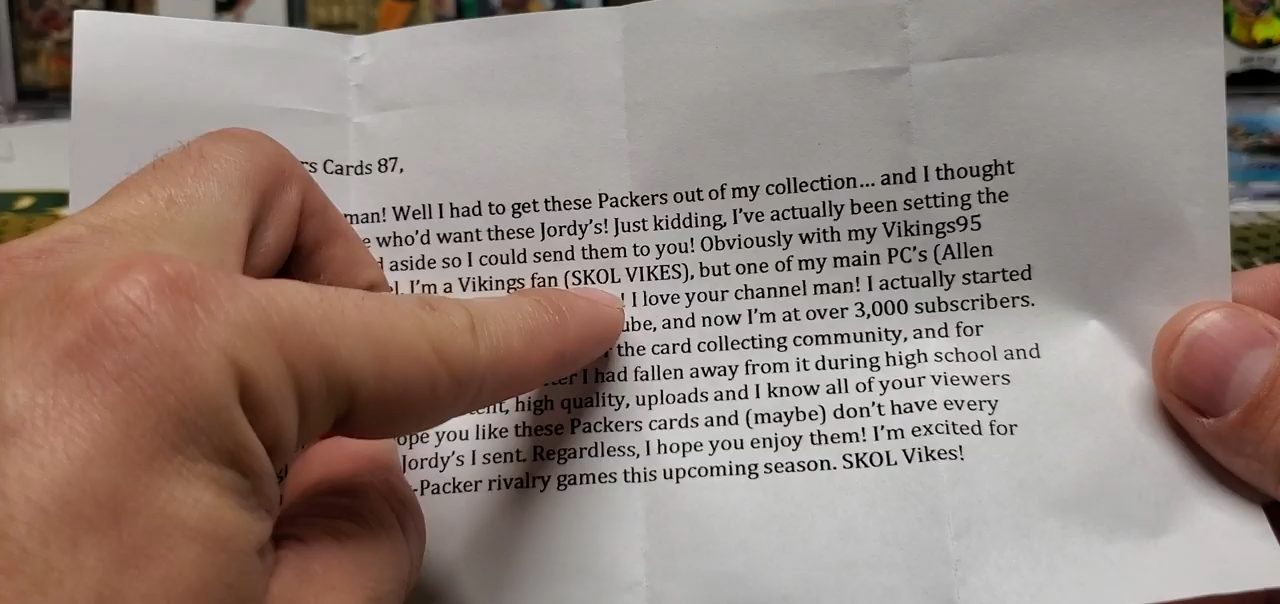 Cards 87,
man! Well I had to get these Packers out of my collection... and I thought
who'd want these Jordy's! Just kidding, I've actually been setting the
aside so I could send them to you! Obviously with my Vikings95
I'm a Vikings fan (SKOL VIKES), but one of my main PC's (Allen
! I love your channel man! I actually started
and now I'm at over 3,000 subscribers.
the card collecting community, and for
I had fallen away from it during high school and
high quality, uploads and I know all of your viewers
you like these Packers cards and (maybe) don't have every
Jordy's I sent. Regardless, I hope you enjoy them! I'm excited for
-Packer rivalry games this upcoming season. SKOL Vikes!